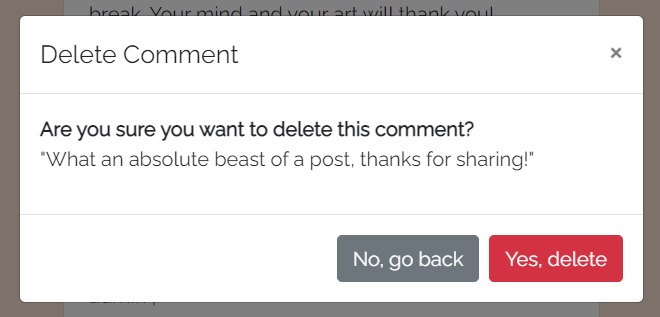 break. Your mind and your art will thank you!
Delete Comment
×
Are you sure you want to delete this comment?
"What an absolute beast of a post, thanks for sharing!"
No, go back
Yes, delete